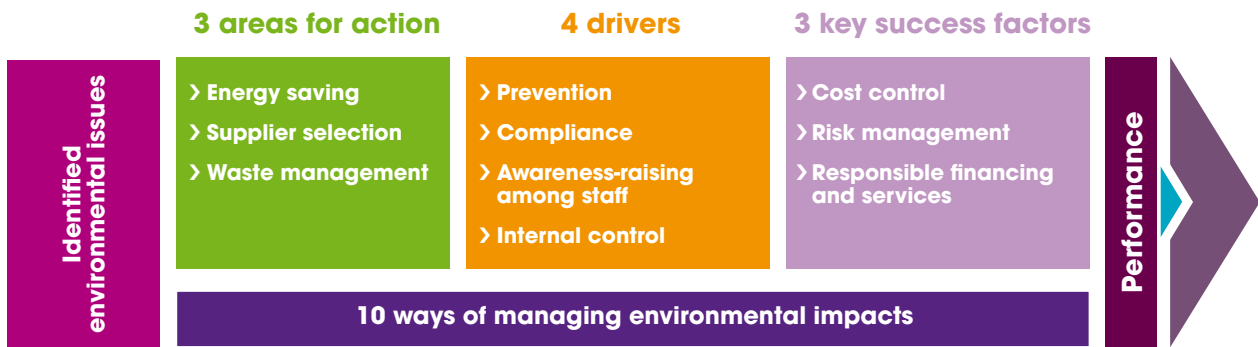 3 areas for action
4 drivers
3 key success factors
Identified
environmental issues
❯ Energy saving
❯ Supplier selection
❯ Waste management
❯ Prevention
❯ Compliance
❯ Awareness-raising
among staff
❯ Internal control
❯ Cost control
❯ Risk management
❯ Responsible financing
and services
Performance
10 ways of managing environmental impacts